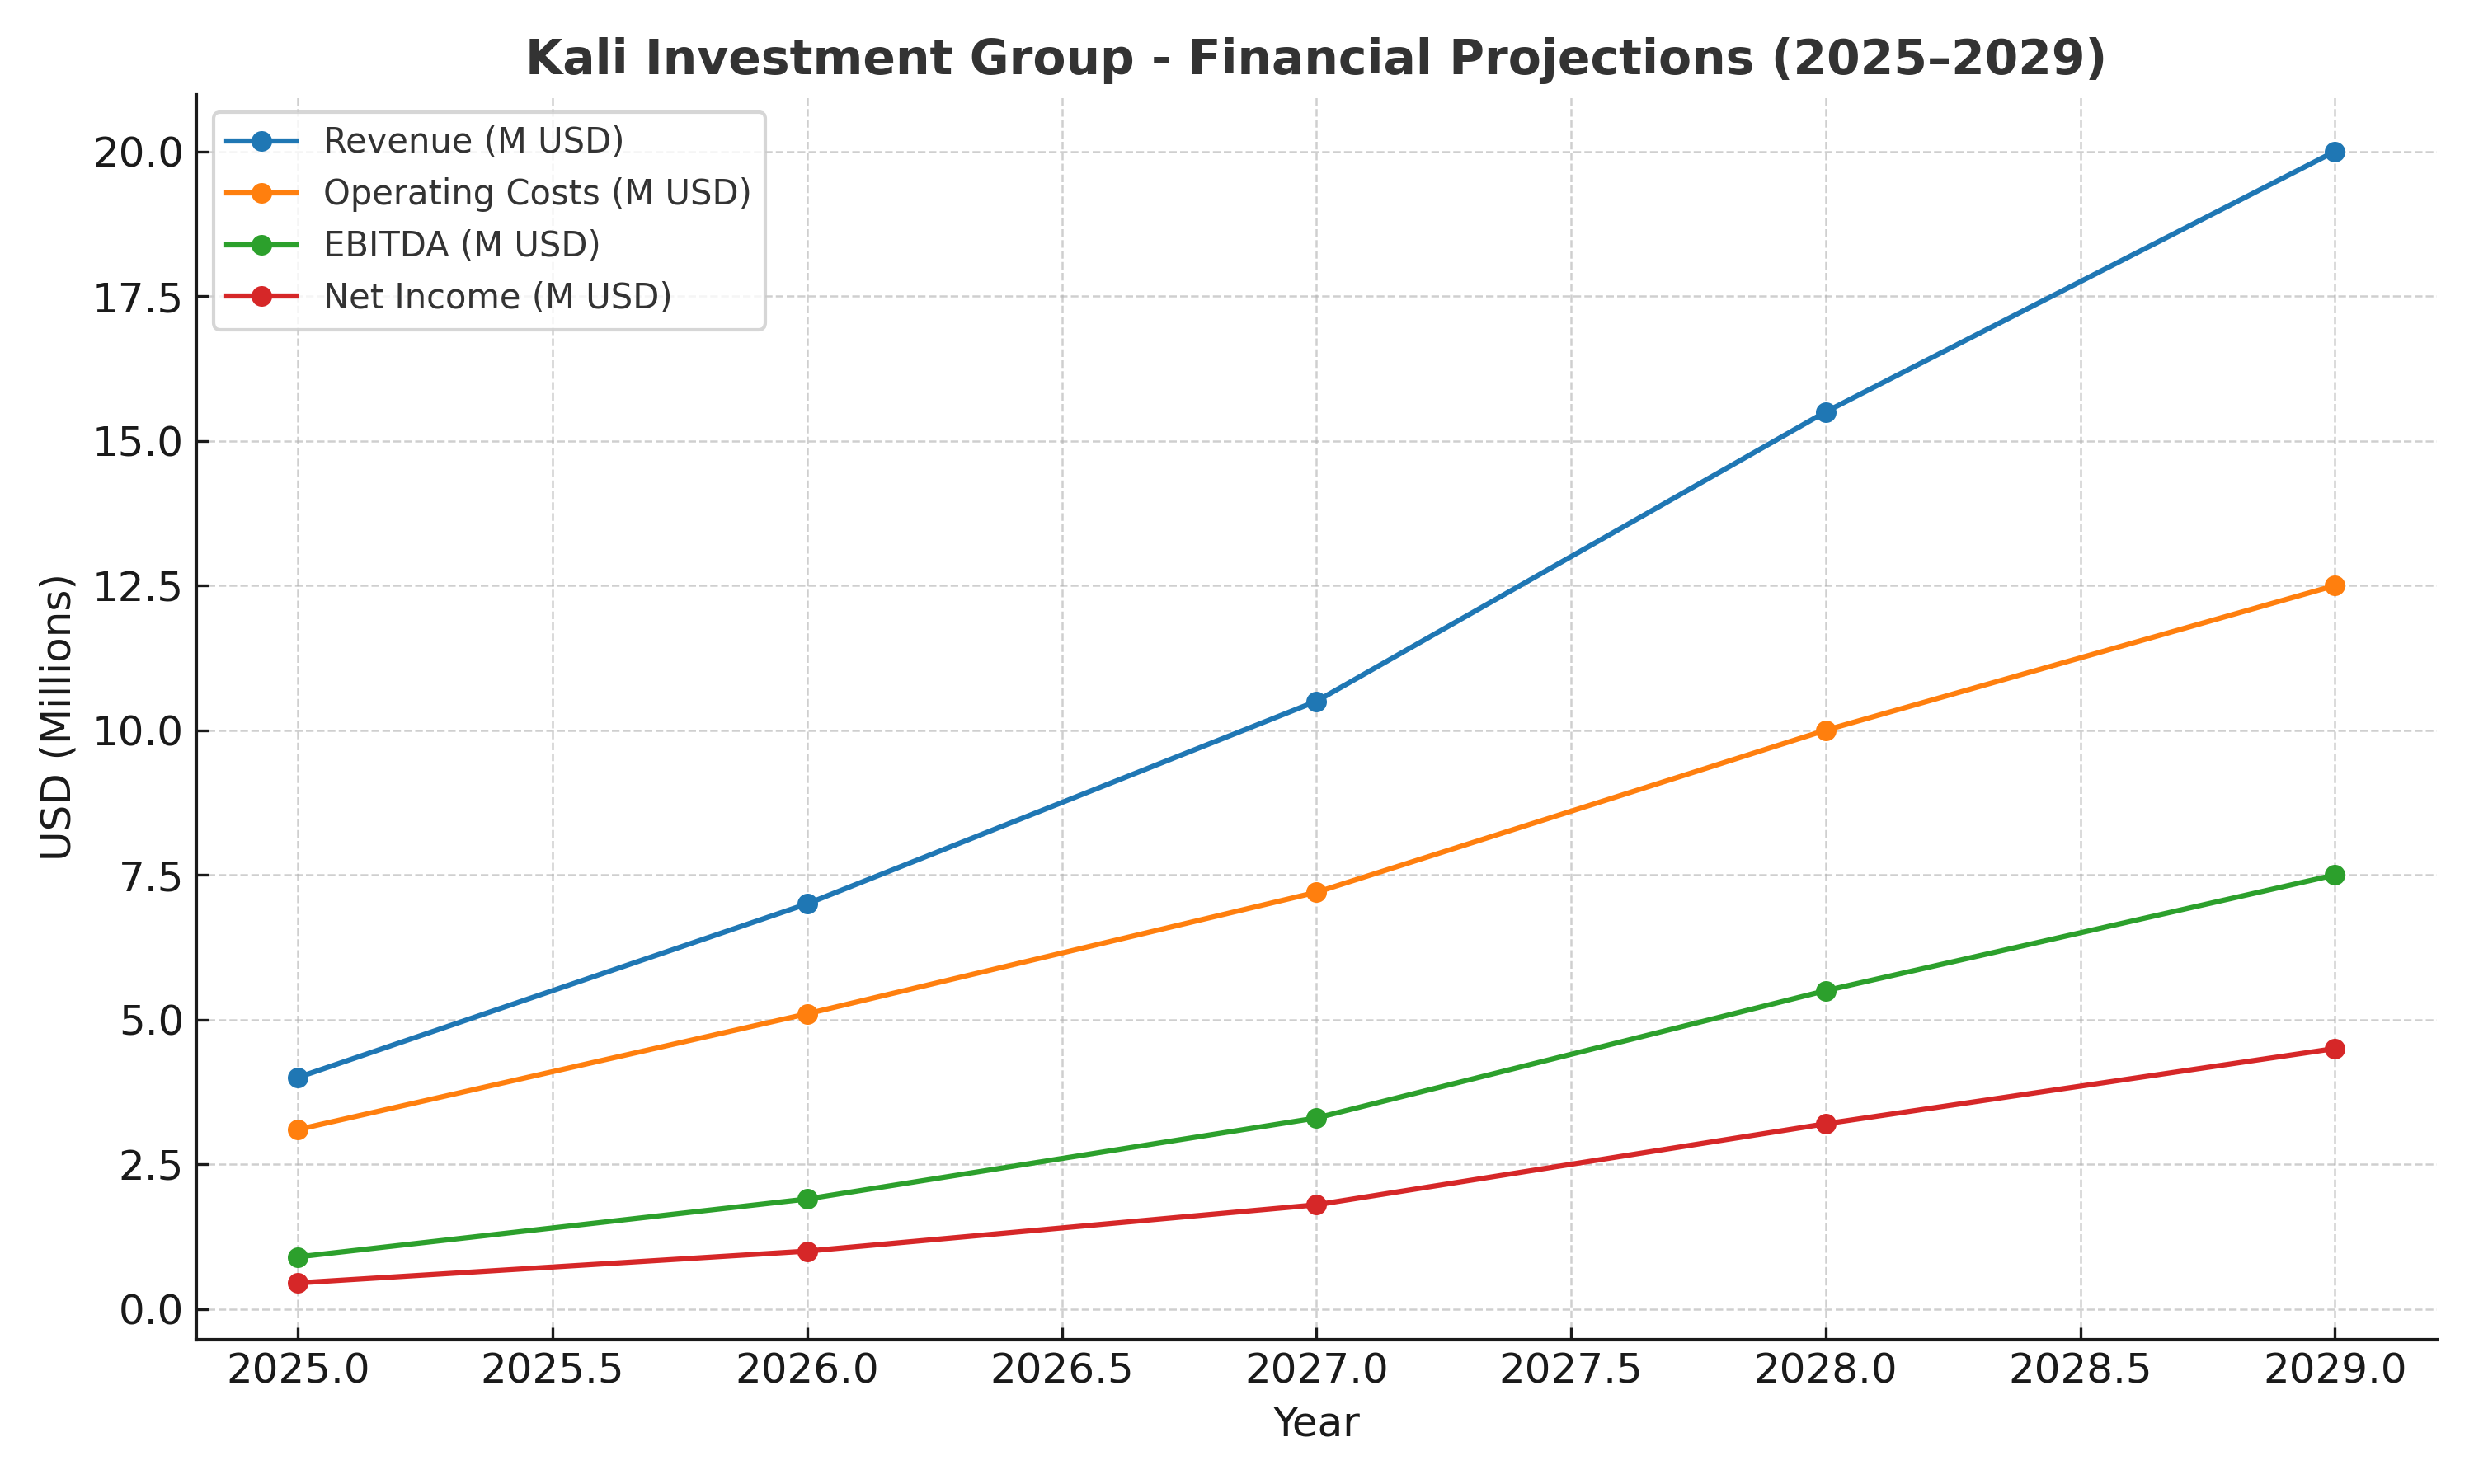 Kali Investment Group - Financial Projections (2025–2029)
Revenue (M USD)
Operating Costs (M USD)
EBITDA (M USD)
Net Income (M USD)
USD (Millions)
20.0
17.5
15.0
12.5
10.0
7.5
5.0
2.5
0.0
2025.0 2025.5 2026.0 2026.5 2027.0 2027.5 2028.0 2028.5 2029.0
Year